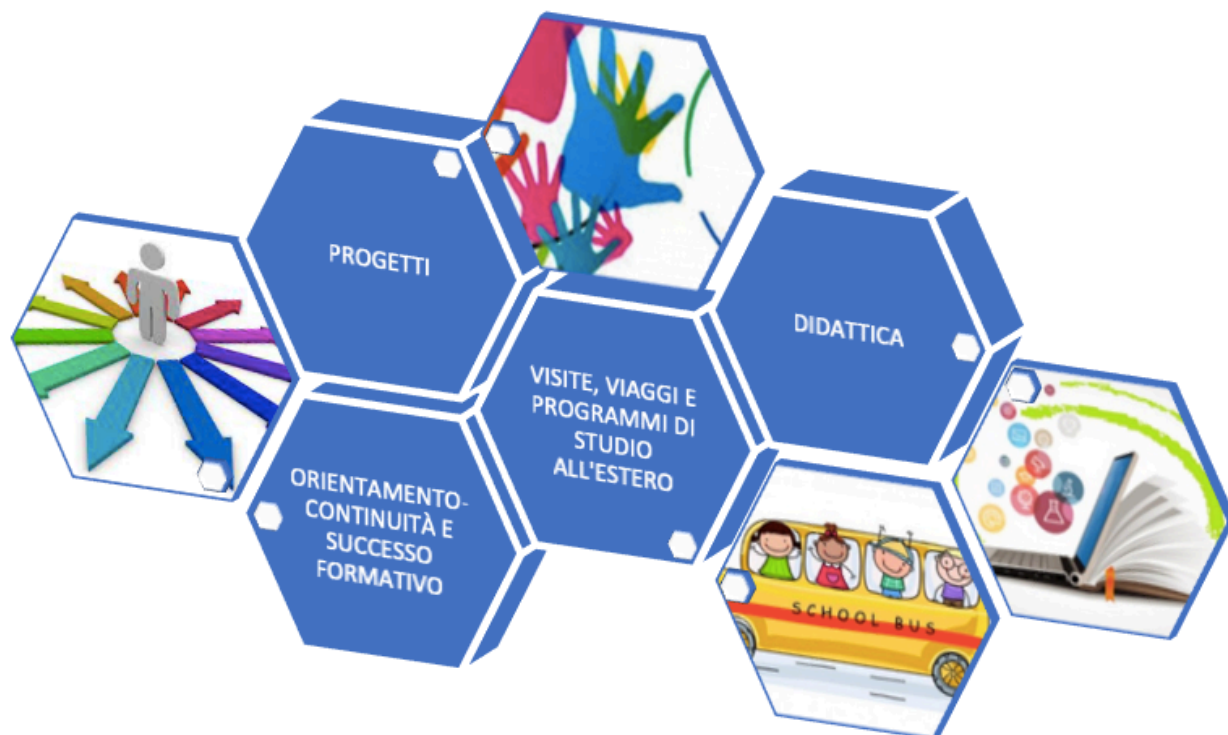 PROGETTI
DIDATTICA
VISITE, VIAGGI E
PROGRAMMI DI
STUDIO
ALL'ESTERO
ORIENTAMENTO-
CONTINUITÀ E
SUCCESSO
FORMATIVO
SCHOOL BUS